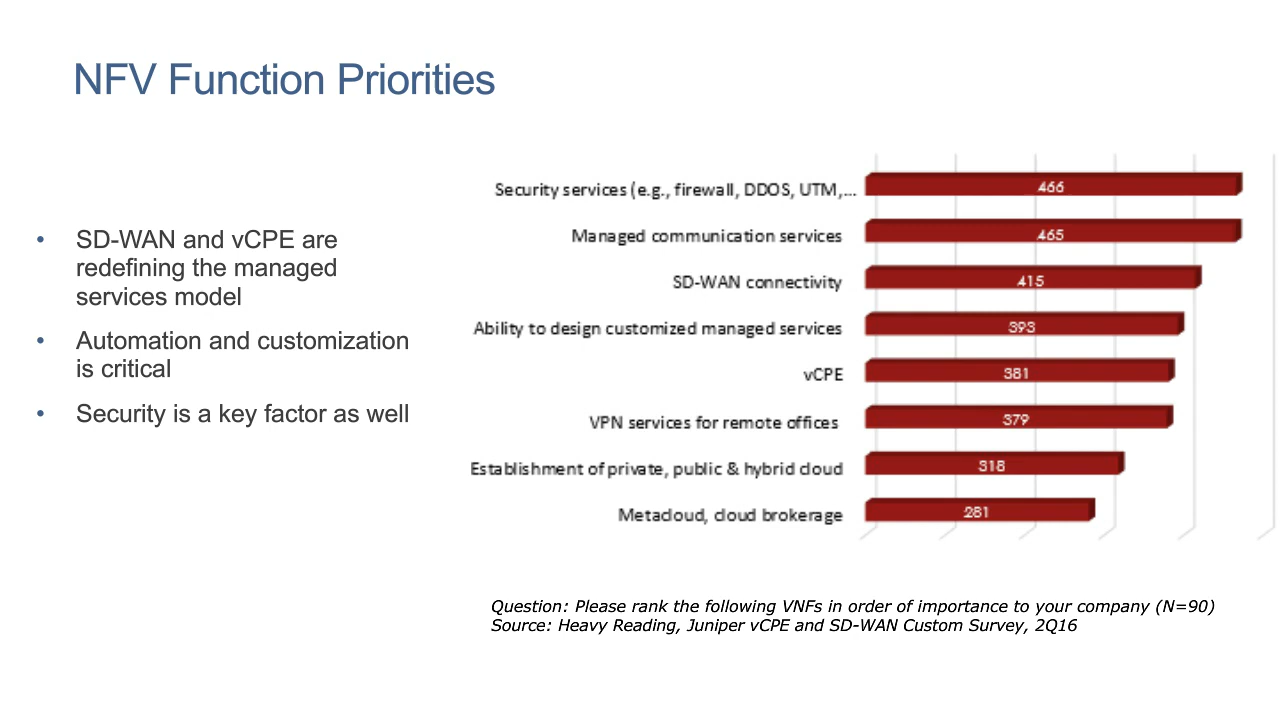 NFV Function Priorities
• SD-WAN and vCPE are
redefining the managed
services model
• Automation and customization
is critical
• Security is a key factor as well
Security services (e.g., firewall, DDOS, UTM,... 466
Managed communication services 465
SD-WAN connectivity 415
Ability to design customized managed services 393
vCPE 381
VPN services for remote offices 379
Establishment of private, public & hybrid cloud 318
Metacloud, cloud brokerage 281
Question: Please rank the following VNFs in order of importance to your company (N=90)
Source: Heavy Reading, Juniper vCPE and SD-WAN Custom Survey, 2Q16